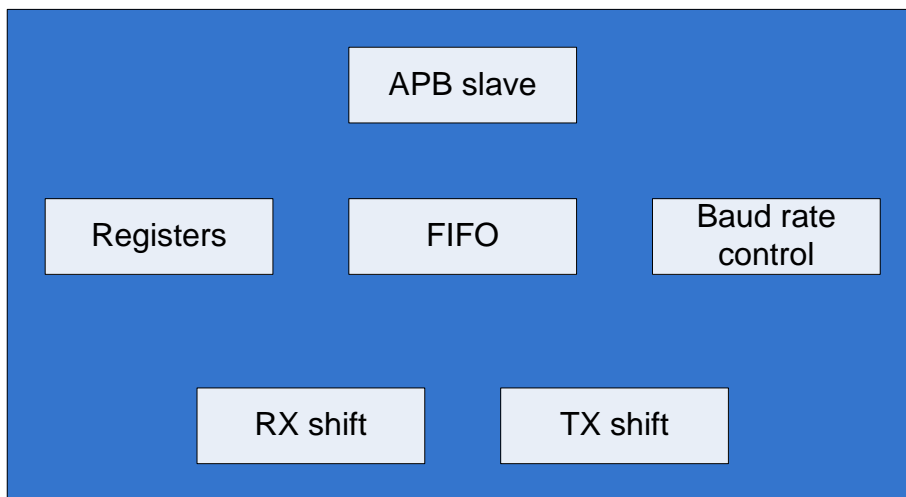 APB slave
Registers
FIFO
Baud rate
control
RX shift
TX shift